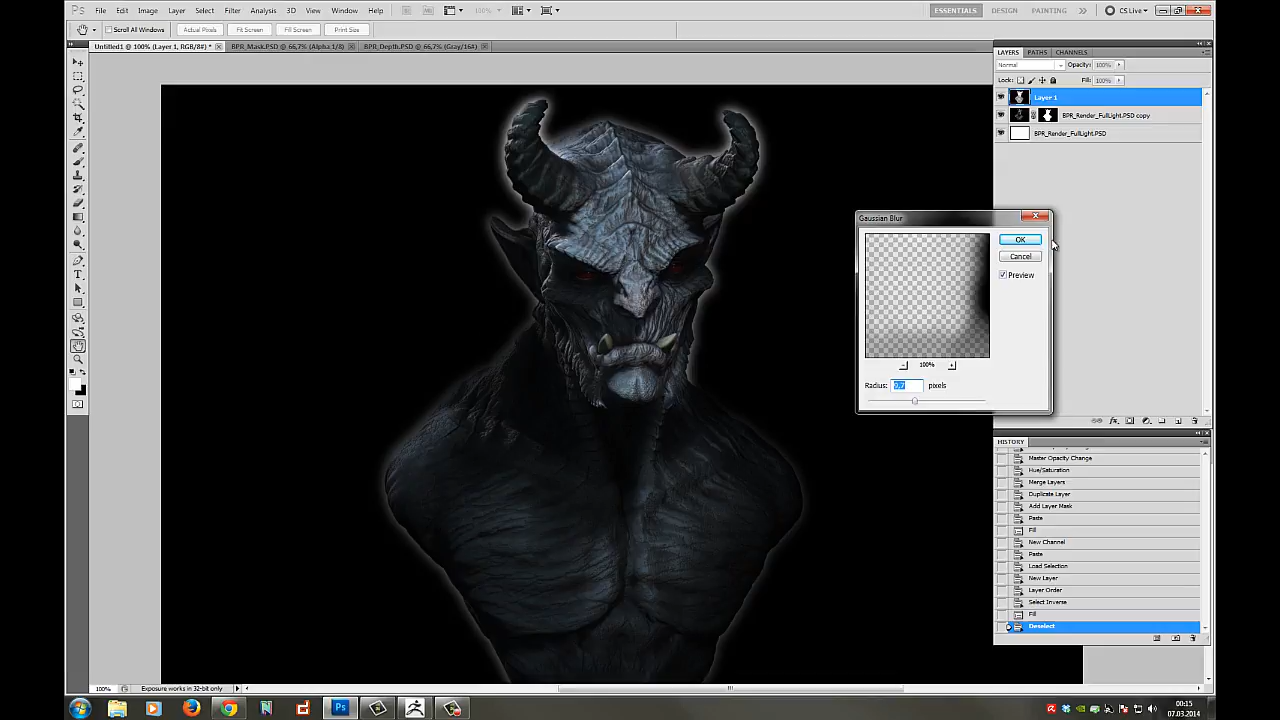 Ps File Edit Image Layer Select Filter Analysis 3D View Window Help Br Mb 100% ESSENTIALS DESIGN PAINTING CS Live
Scroll All Windows Actual Pixels Fit Screen Fill Screen Print Size
Untitled1 @ 100% (Layer 1, RGB/8#) * BPR_Mask.PSD @ 66,7% (Alpha 1/8) BPR_Depth.PSD @ 66,7% (Gray/16#)
LAYERS PATHS CHANNELS
Normal Opacity: 100%
Lock: Fill: 100%
Layer 1
BPR_Render_FullLight.PSD copy
BPR_Render_FullLight.PSD
Gaussian Blur
OK
Cancel
Preview
100%
Radius: pixels
HISTORY
Master Opacity Change
Hue/Saturation
Merge Layers
Duplicate Layer
Add Layer Mask
Paste
Fill
New Channel
Paste
Load Selection
New Layer
Layer Order
Select Inverse
Fill
Deselect
100% Exposure works in 32-bit only
00:15
07.03.2014